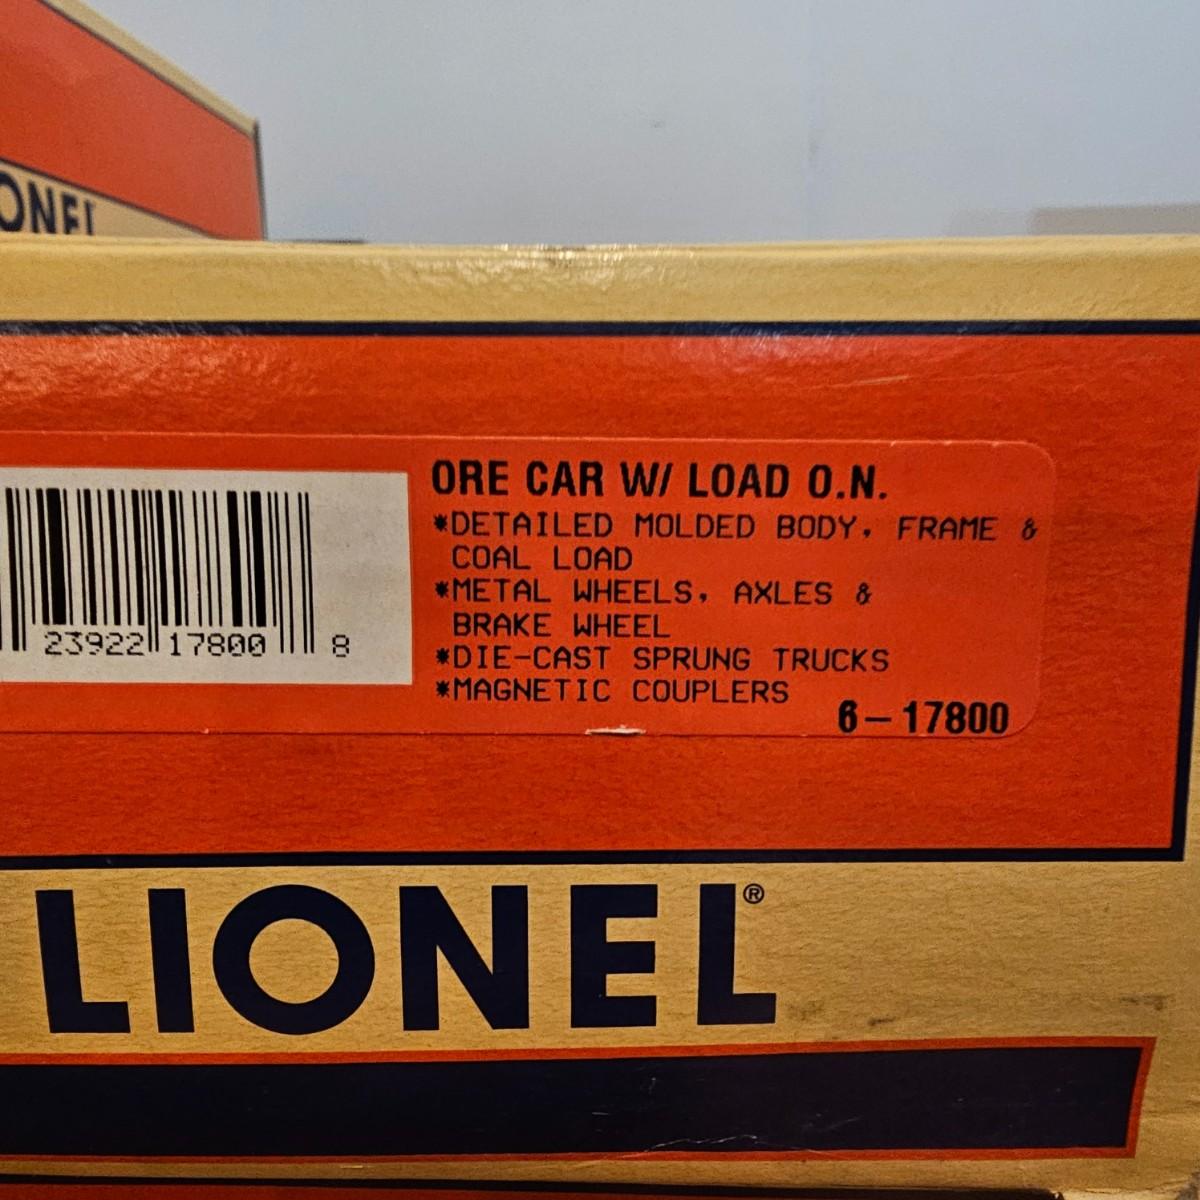 ONEL
ORE CAR W/ LOAD O.N.
*DETAILED MOLDED BODY, FRAME &
COAL LOAD
*METAL WHEELS, AXLES &
BRAKE WHEEL
*DIE-CAST SPRUNG TRUCKS
*MAGNETIC COUPLERS
6-17800
23922 17800 8
LIONEL®